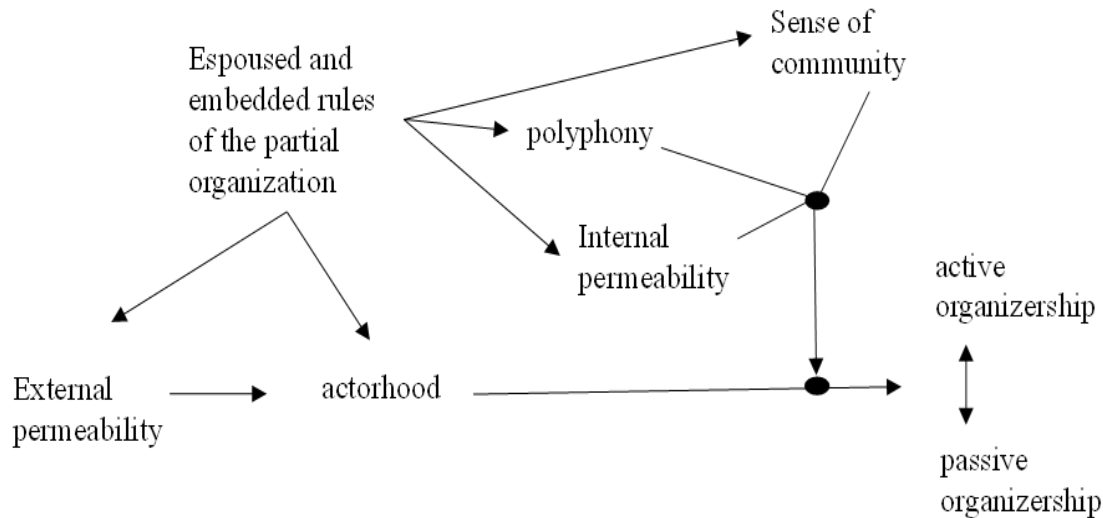 Sense of
community
Espoused and
embedded rules
of the partial
organization
polyphony
Internal
permeability
active
organizership
External
permeability
actorhood
passive
organizership